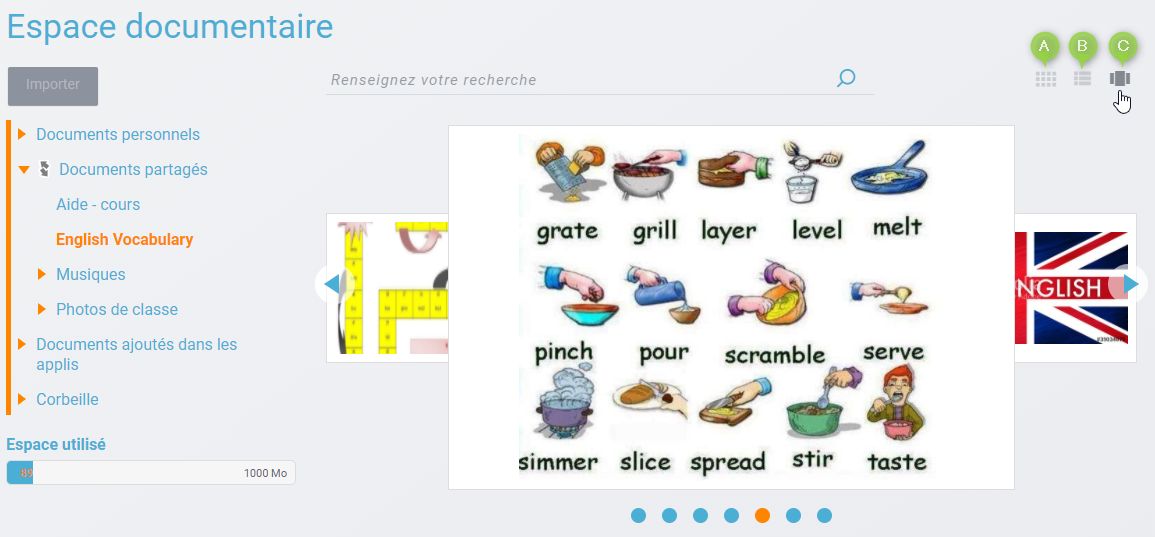 Espace documentaire
A B C
Importer
Renseignez votre recherche
Documents personnels
Documents partagés
Aide - cours
English Vocabulary
Musiques
Photos de classe
Documents ajoutés dans les
applis
Corbeille
Espace utilisé
1000 Mo
grate grill layer level melt
pinch pour scramble serve
simmer slice spread stir taste
NGLISH